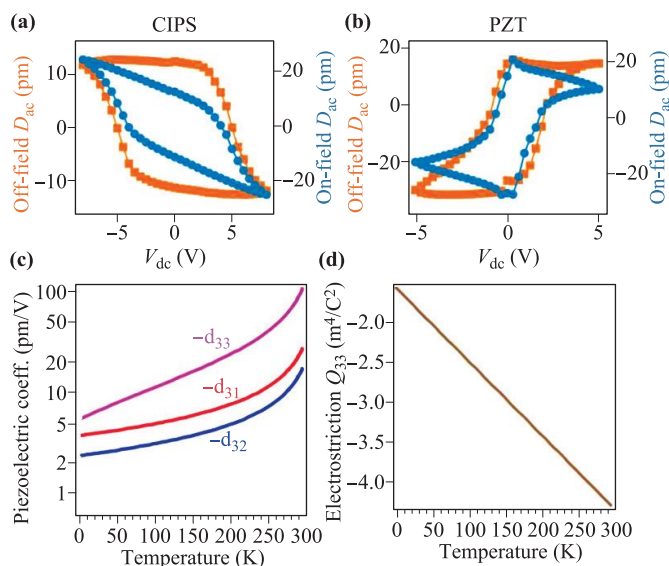 (a) CIPS
Off-field D_ac (pm)
10
0
−10
20
0
−20
On-field D_ac (pm)
−5 0 5
V_dc (V)
(b) PZT
Off-field D_ac (pm)
20
0
−20
20
0
−20
On-field D_ac (pm)
−5 0 5
V_dc (V)
(c)
Piezoelectric coeff. (pm/V)
100
50
20
10
5
2
1
−d₃₃
−d₃₁
−d₃₂
0 50 100 150 200 250 300
Temperature (K)
(d)
Electrostriction Q₃₃ (m⁴/C²)
−2.0
−2.5
−3.0
−3.5
−4.0
0 50 100 150 200 250 300
Temperature (K)